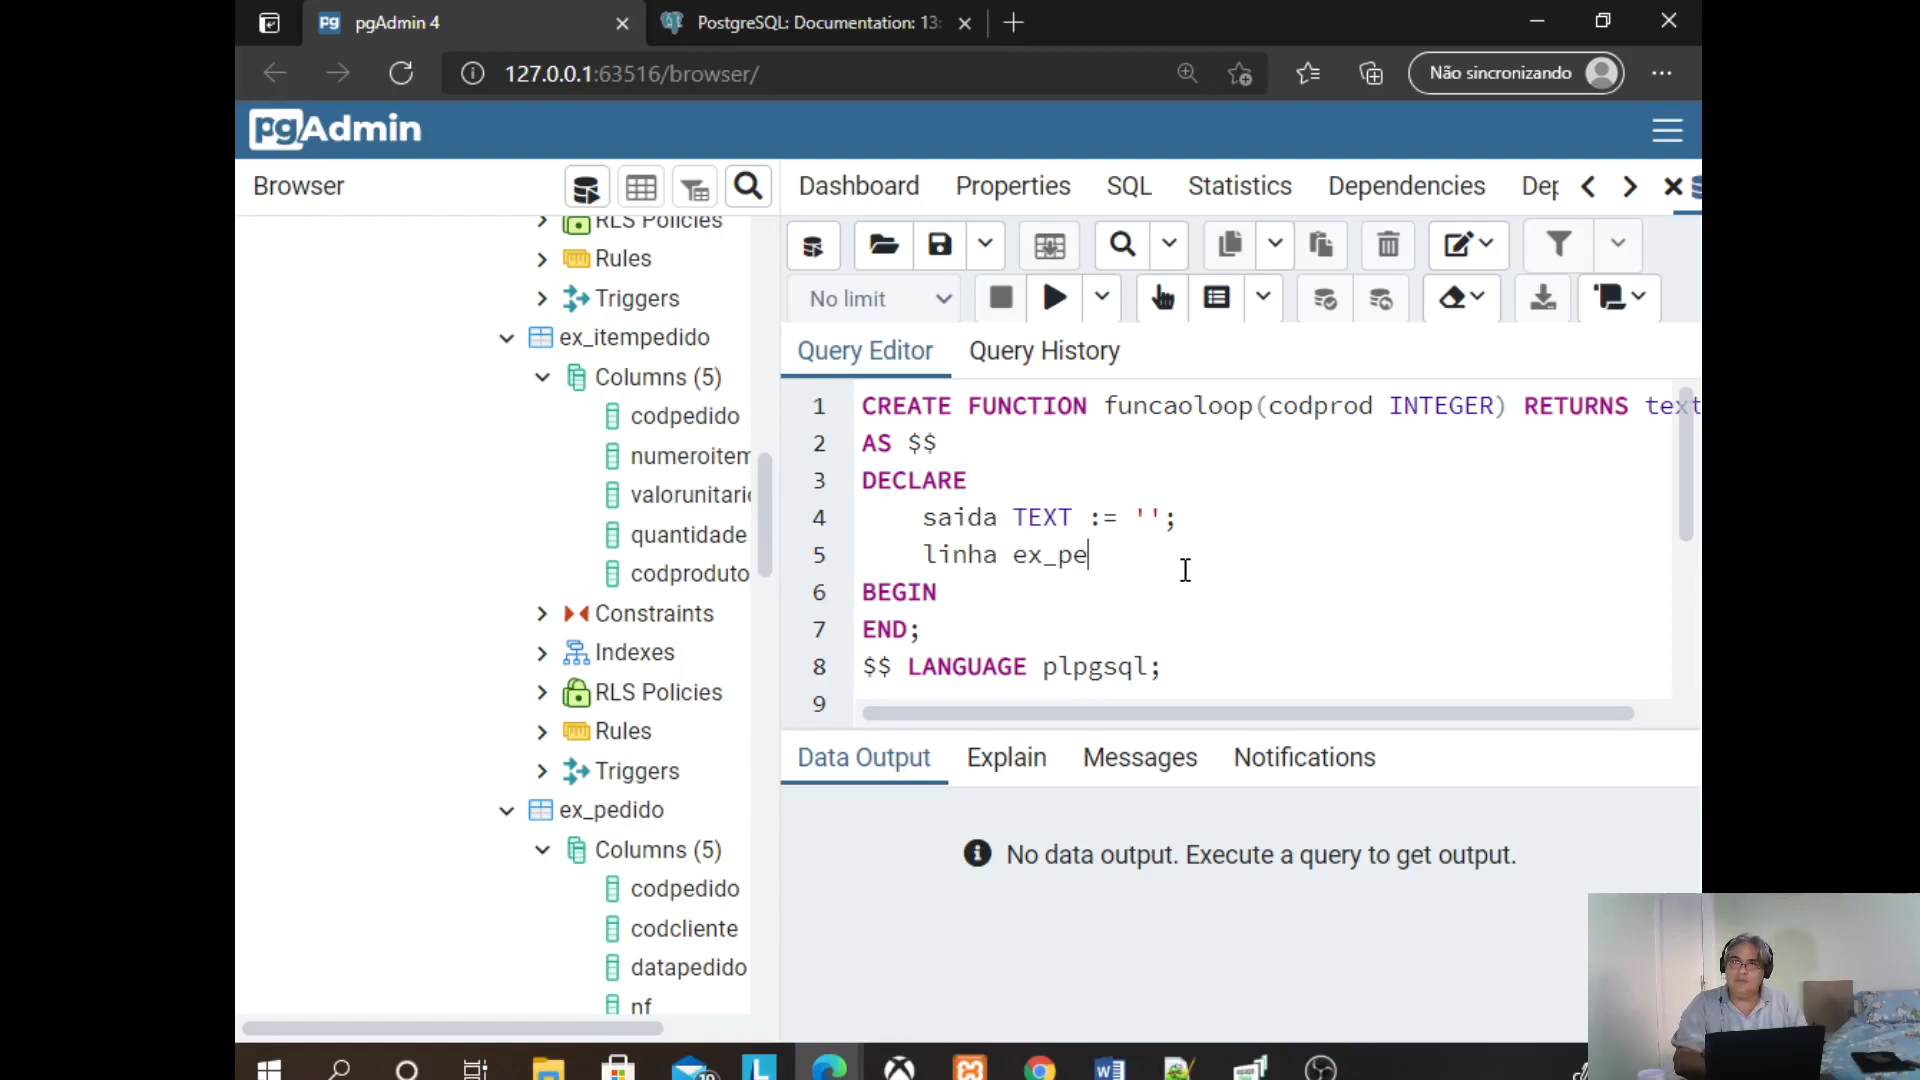 pgAdmin 4
PostgreSQL: Documentation: 13:
127.0.0.1:63516/browser/
Não sincronizando
pgAdmin
Browser
Dashboard Properties SQL Statistics Dependencies Dep
RLS Policies
Rules
Triggers
ex_itempedido
Columns (5)
codpedido
numeroitem
valorunitario
quantidade
codproduto
Constraints
Indexes
RLS Policies
Rules
Triggers
ex_pedido
Columns (5)
codpedido
codcliente
datapedido
nf
No limit
Query Editor Query History
1 CREATE FUNCTION funcaoloop(codprod INTEGER) RETURNS text
2 AS $$
3 DECLARE
4 saida TEXT := '';
5 linha ex_pe
6 BEGIN
7 END;
8 $$ LANGUAGE plpgsql;
9
Data Output Explain Messages Notifications
No data output. Execute a query to get output.